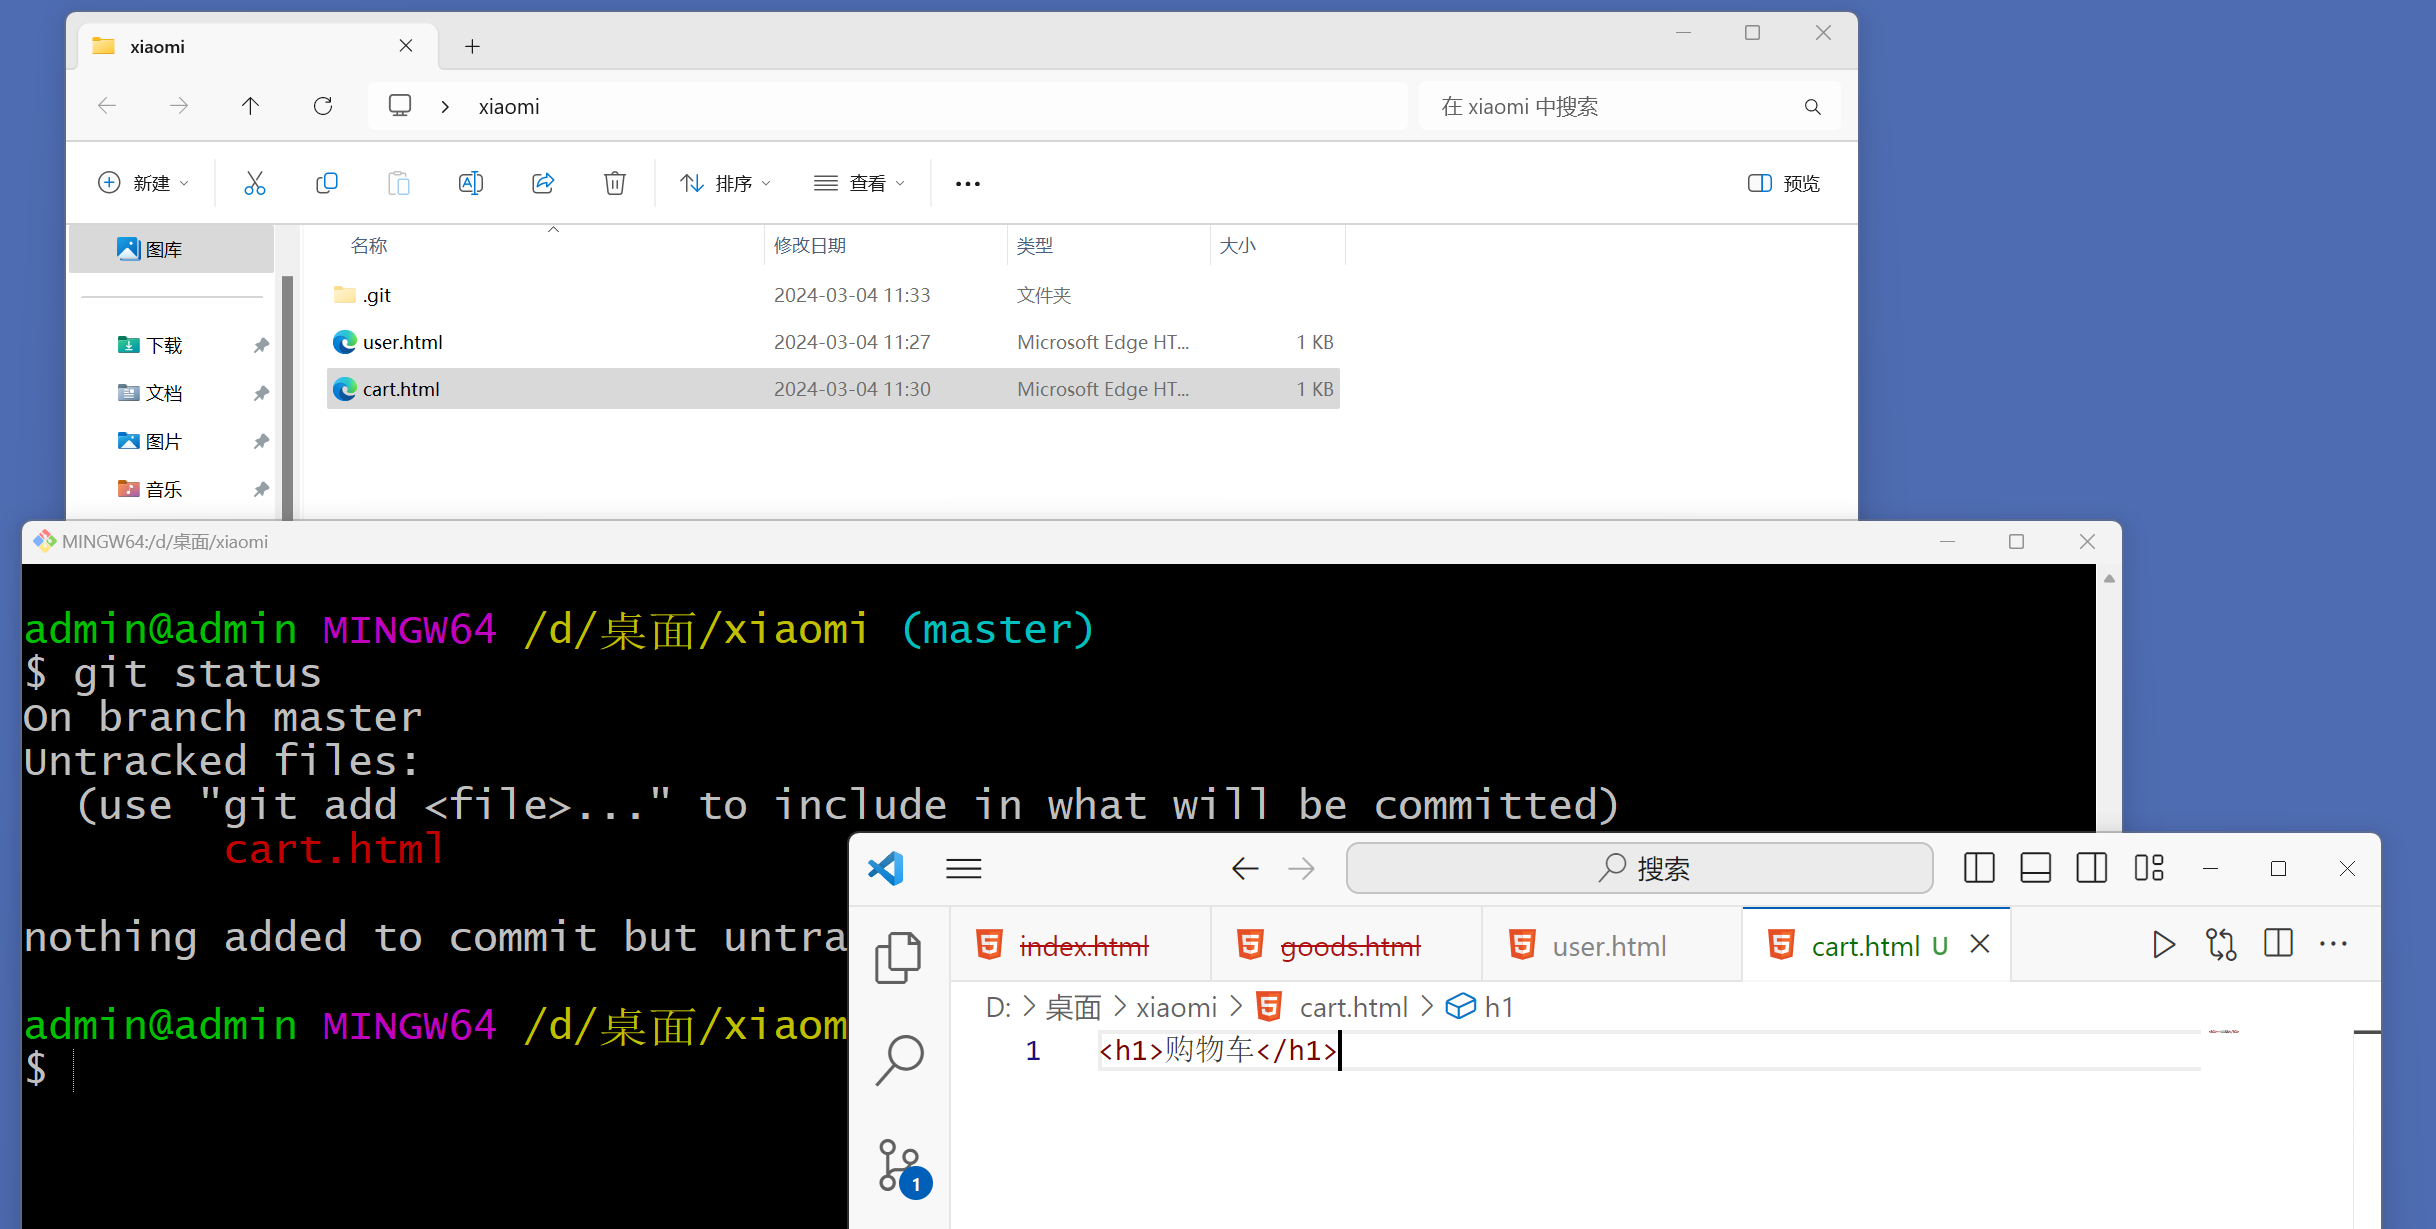 xiaomi
xiaomi
在 xiaomi 中搜索
新建
排序
查看
预览
图库
名称
修改日期
类型
大小
.git
2024-03-04 11:33
文件夹
下载
user.html
2024-03-04 11:27
Microsoft Edge HT...
1 KB
文档
cart.html
2024-03-04 11:30
Microsoft Edge HT...
1 KB
图片
音乐
MINGW64:/d/桌面/xiaomi
admin@admin MINGW64 /d/桌面/xiaomi (master)
$ git status
On branch master
Untracked files:
(use "git add <file>..." to include in what will be committed)
cart.html
nothing added to commit but untra
admin@admin MINGW64 /d/桌面/xiaom
$
搜索
index.html
goods.html
user.html
cart.html U
D: > 桌面 > xiaomi > cart.html > h1
1 <h1>购物车</h1>
1